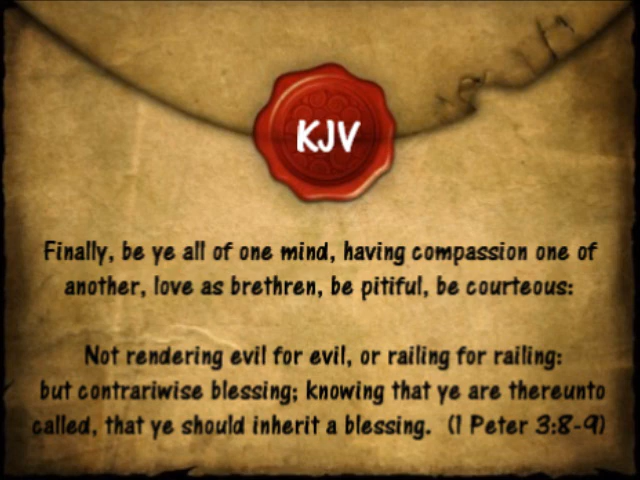 KJV
Finally, be ye all of one mind, having compassion one of
another, love as brethren, be pitiful, be courteous:
Not rendering evil for evil, or railing for railing:
but contrariwise blessing; knowing that ye are thereunto
called, that ye should inherit a blessing. (1 Peter 3:8-9)